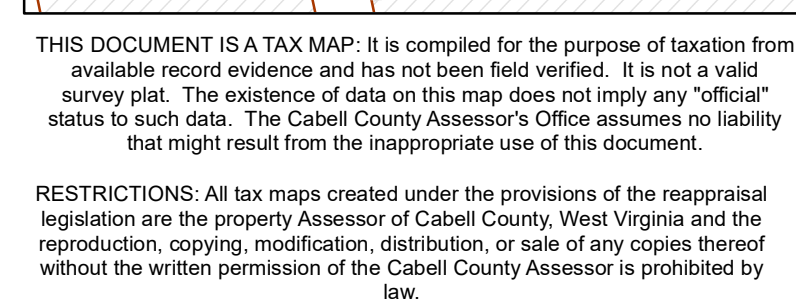 THIS DOCUMENT IS A TAX MAP: It is compiled for the purpose of taxation from
available record evidence and has not been field verified.  It is not a valid
survey plat.  The existence of data on this map does not imply any "official"
status to such data.  The Cabell County Assessor's Office assumes no liability
that might result from the inappropriate use of this document.
RESTRICTIONS: All tax maps created under the provisions of the reappraisal
legislation are the property Assessor of Cabell County, West Virginia and the
reproduction, copying, modification, distribution, or sale of any copies thereof
without the written permission of the Cabell County Assessor is prohibited by
law.